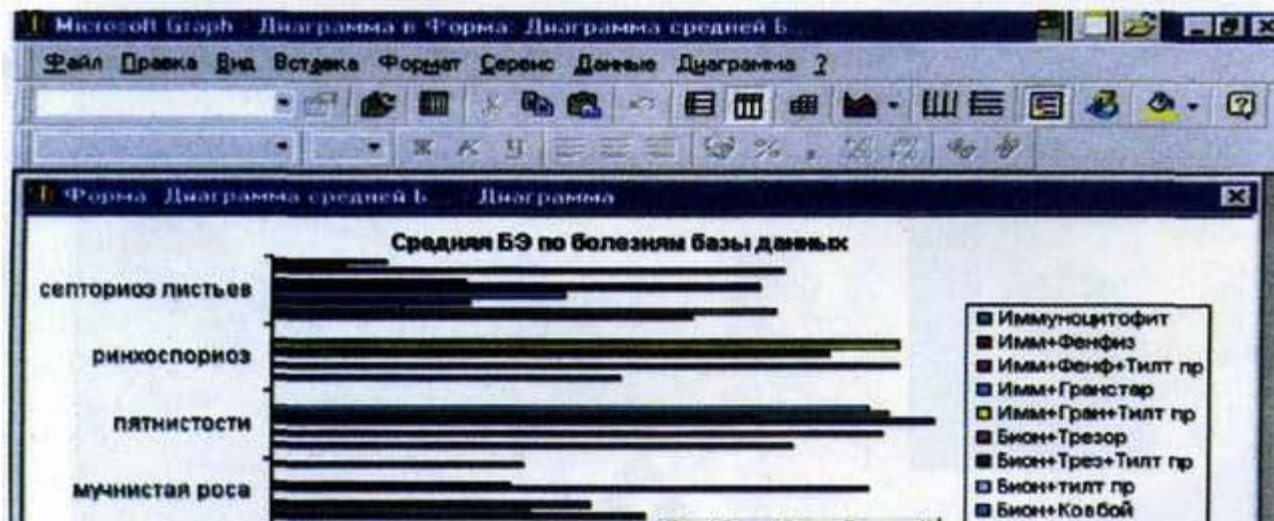 Microsoft Graph Диаграмма в Форма: Диаграмма средней Б...
Файл Правка Вид Вставка Формат Сервис Данные Диаграмма ?
Ж К Ч % ,
Форма: Диаграмма средней Б... Диаграмма
Средняя БЭ по болезням базы данных
септориоз листьев
ринхоспориоз
пятнистости
мучнистая роса
Иммуноцитофит
Имм+Фенфиз
Имм+Фенф+Тилт пр
Имм+Гранстар
Имм+Гран+Тилт пр
Бион+Трезор
Бион+Трез+Тилт пр
Бион+тилт пр
Бион+Ковбой